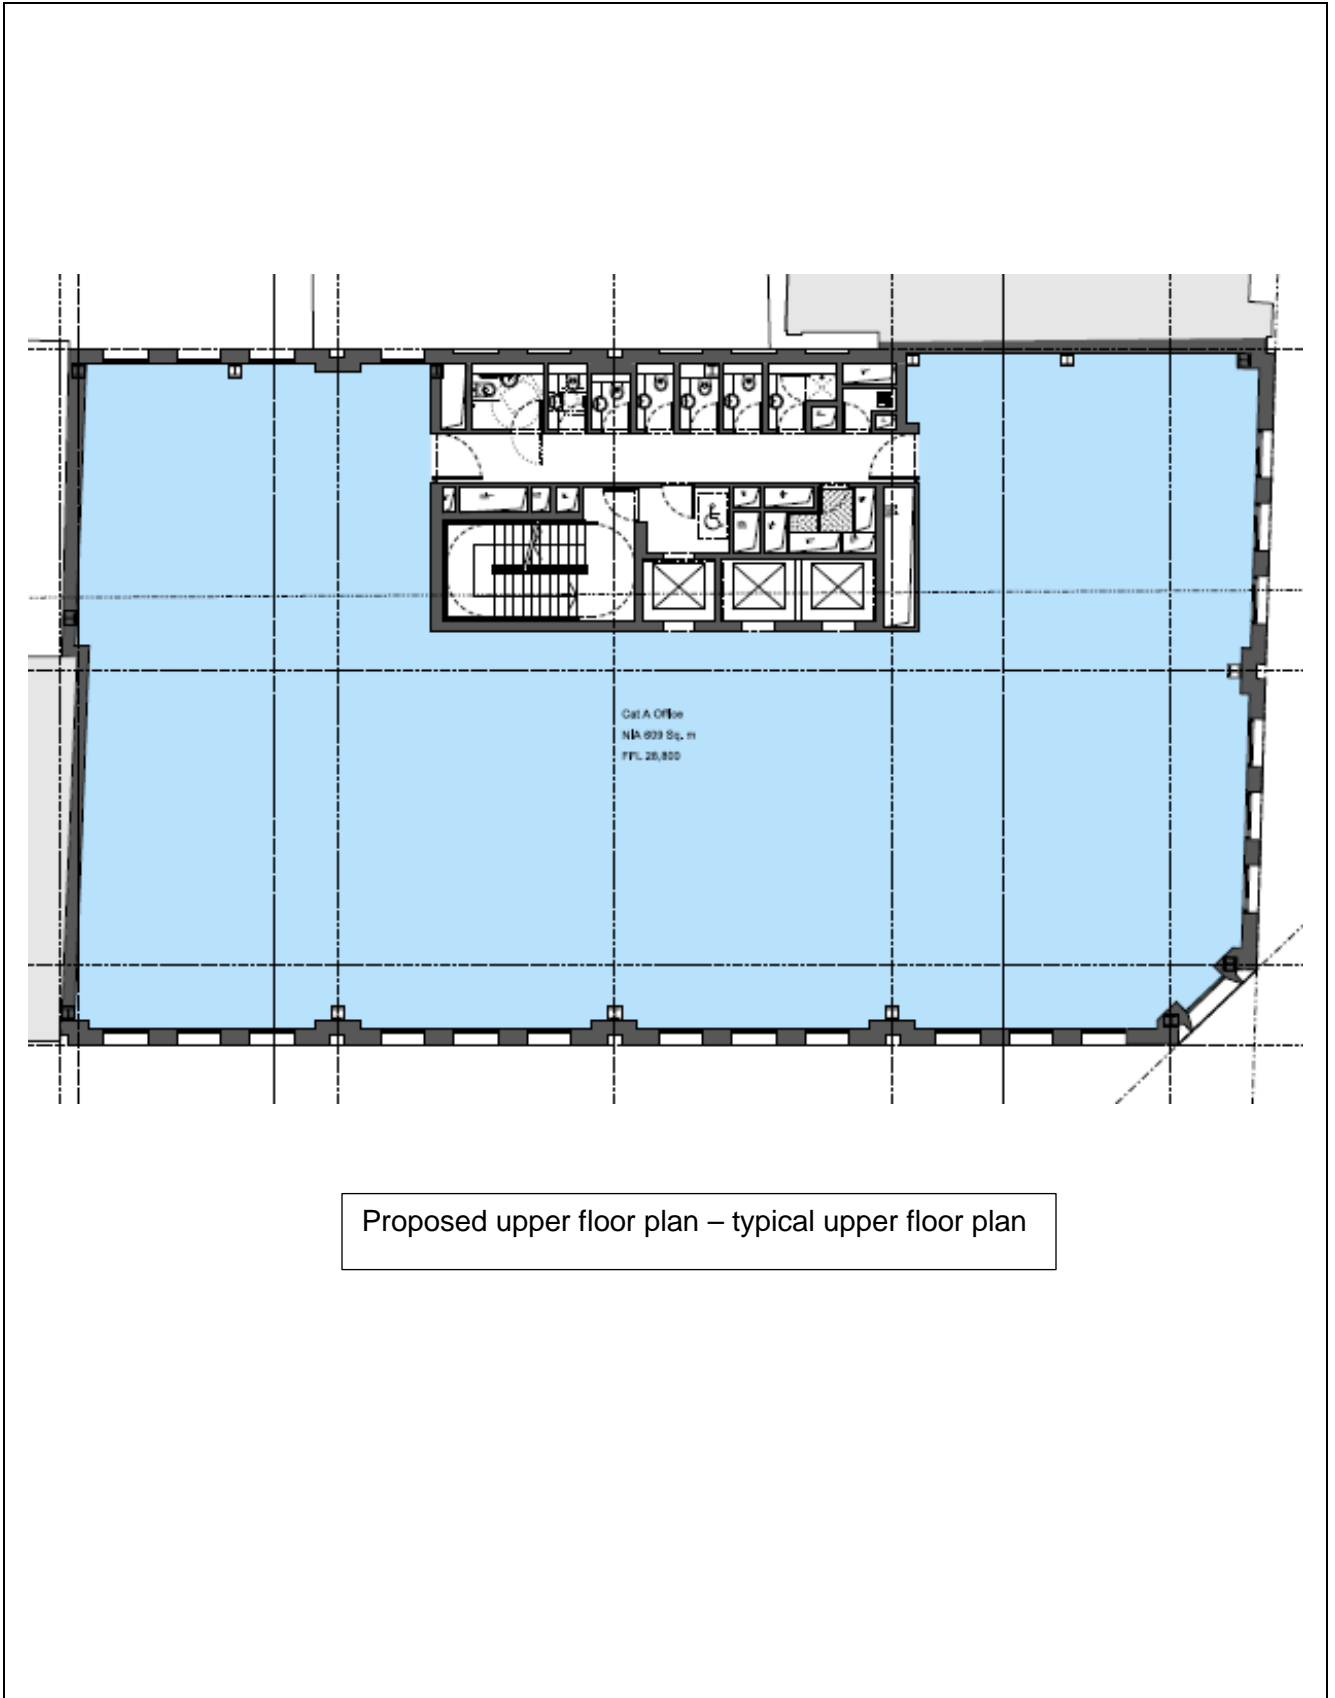 Cat A Office
NIA 609 Sq. m
FFL 28,800
Proposed upper floor plan – typical upper floor plan